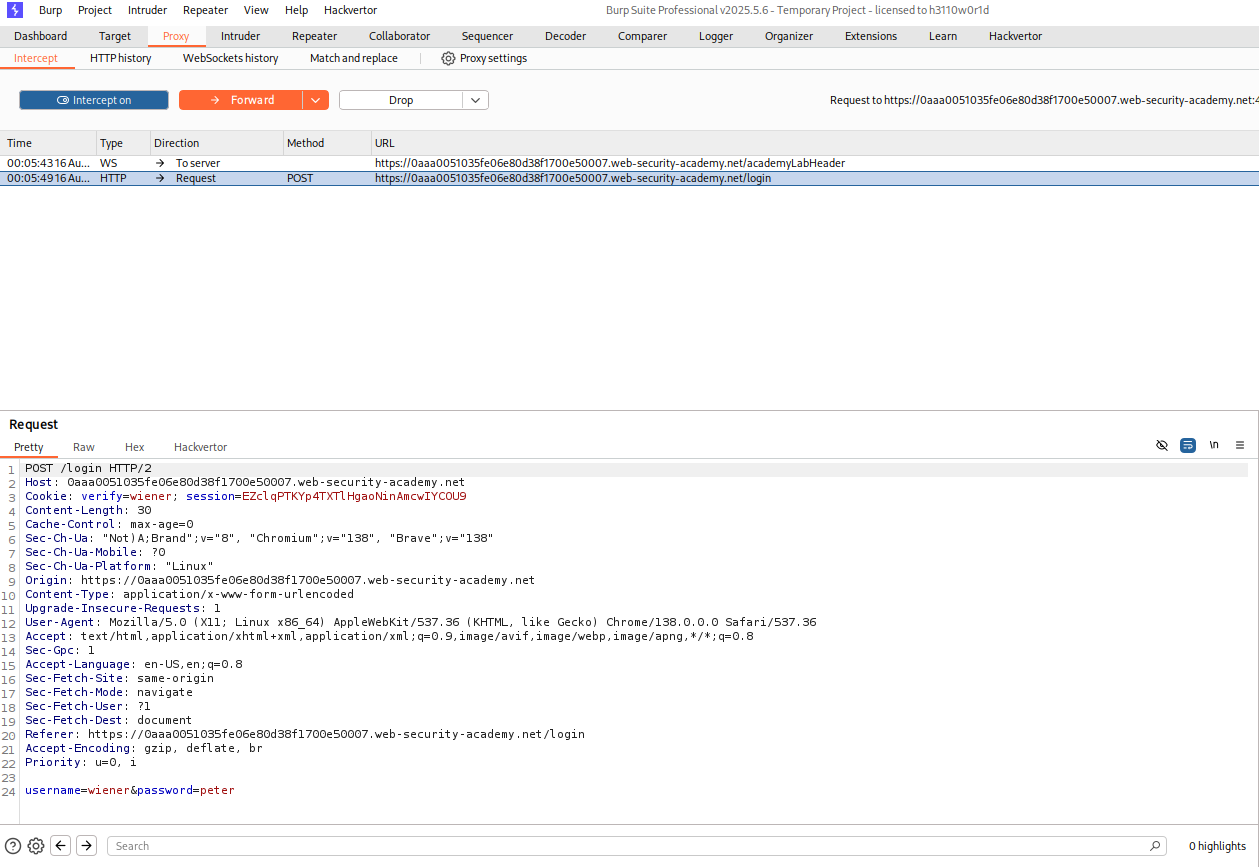 Burp Project Intruder Repeater View Help Hackvertor Burp Suite Professional v2025.5.6 - Temporary Project - licensed to h3110w0r1d
Dashboard Target Proxy Intruder Repeater Collaborator Sequencer Decoder Comparer Logger Organizer Extensions Learn Hackvertor
Intercept HTTP history WebSockets history Match and replace Proxy settings
Intercept on Forward Drop Request to https://0aaa0051035fe06e80d38f1700e50007.web-security-academy.net:4
Time Type Direction Method URL
00:05:43 16 Au... WS → To server https://0aaa0051035fe06e80d38f1700e50007.web-security-academy.net/academyLabHeader
00:05:49 16 Au... HTTP → Request POST https://0aaa0051035fe06e80d38f1700e50007.web-security-academy.net/login
Request
Pretty Raw Hex Hackvertor \n
1 POST /login HTTP/2
2 Host: 0aaa0051035fe06e80d38f1700e50007.web-security-academy.net
3 Cookie: verify=wiener; session=EZclqPTKYp4TXTlHgaoNinAmcwIYCOU9
4 Content-Length: 30
5 Cache-Control: max-age=0
6 Sec-Ch-Ua: "Not)A;Brand";v="8", "Chromium";v="138", "Brave";v="138"
7 Sec-Ch-Ua-Mobile: ?0
8 Sec-Ch-Ua-Platform: "Linux"
9 Origin: https://0aaa0051035fe06e80d38f1700e50007.web-security-academy.net
10 Content-Type: application/x-www-form-urlencoded
11 Upgrade-Insecure-Requests: 1
12 User-Agent: Mozilla/5.0 (X11; Linux x86_64) AppleWebKit/537.36 (KHTML, like Gecko) Chrome/138.0.0.0 Safari/537.36
13 Accept: text/html,application/xhtml+xml,application/xml;q=0.9,image/avif,image/webp,image/apng,*/*;q=0.8
14 Sec-Gpc: 1
15 Accept-Language: en-US,en;q=0.8
16 Sec-Fetch-Site: same-origin
17 Sec-Fetch-Mode: navigate
18 Sec-Fetch-User: ?1
19 Sec-Fetch-Dest: document
20 Referer: https://0aaa0051035fe06e80d38f1700e50007.web-security-academy.net/login
21 Accept-Encoding: gzip, deflate, br
22 Priority: u=0, i
23
24 username=wiener&password=peter
Search 0 highlights